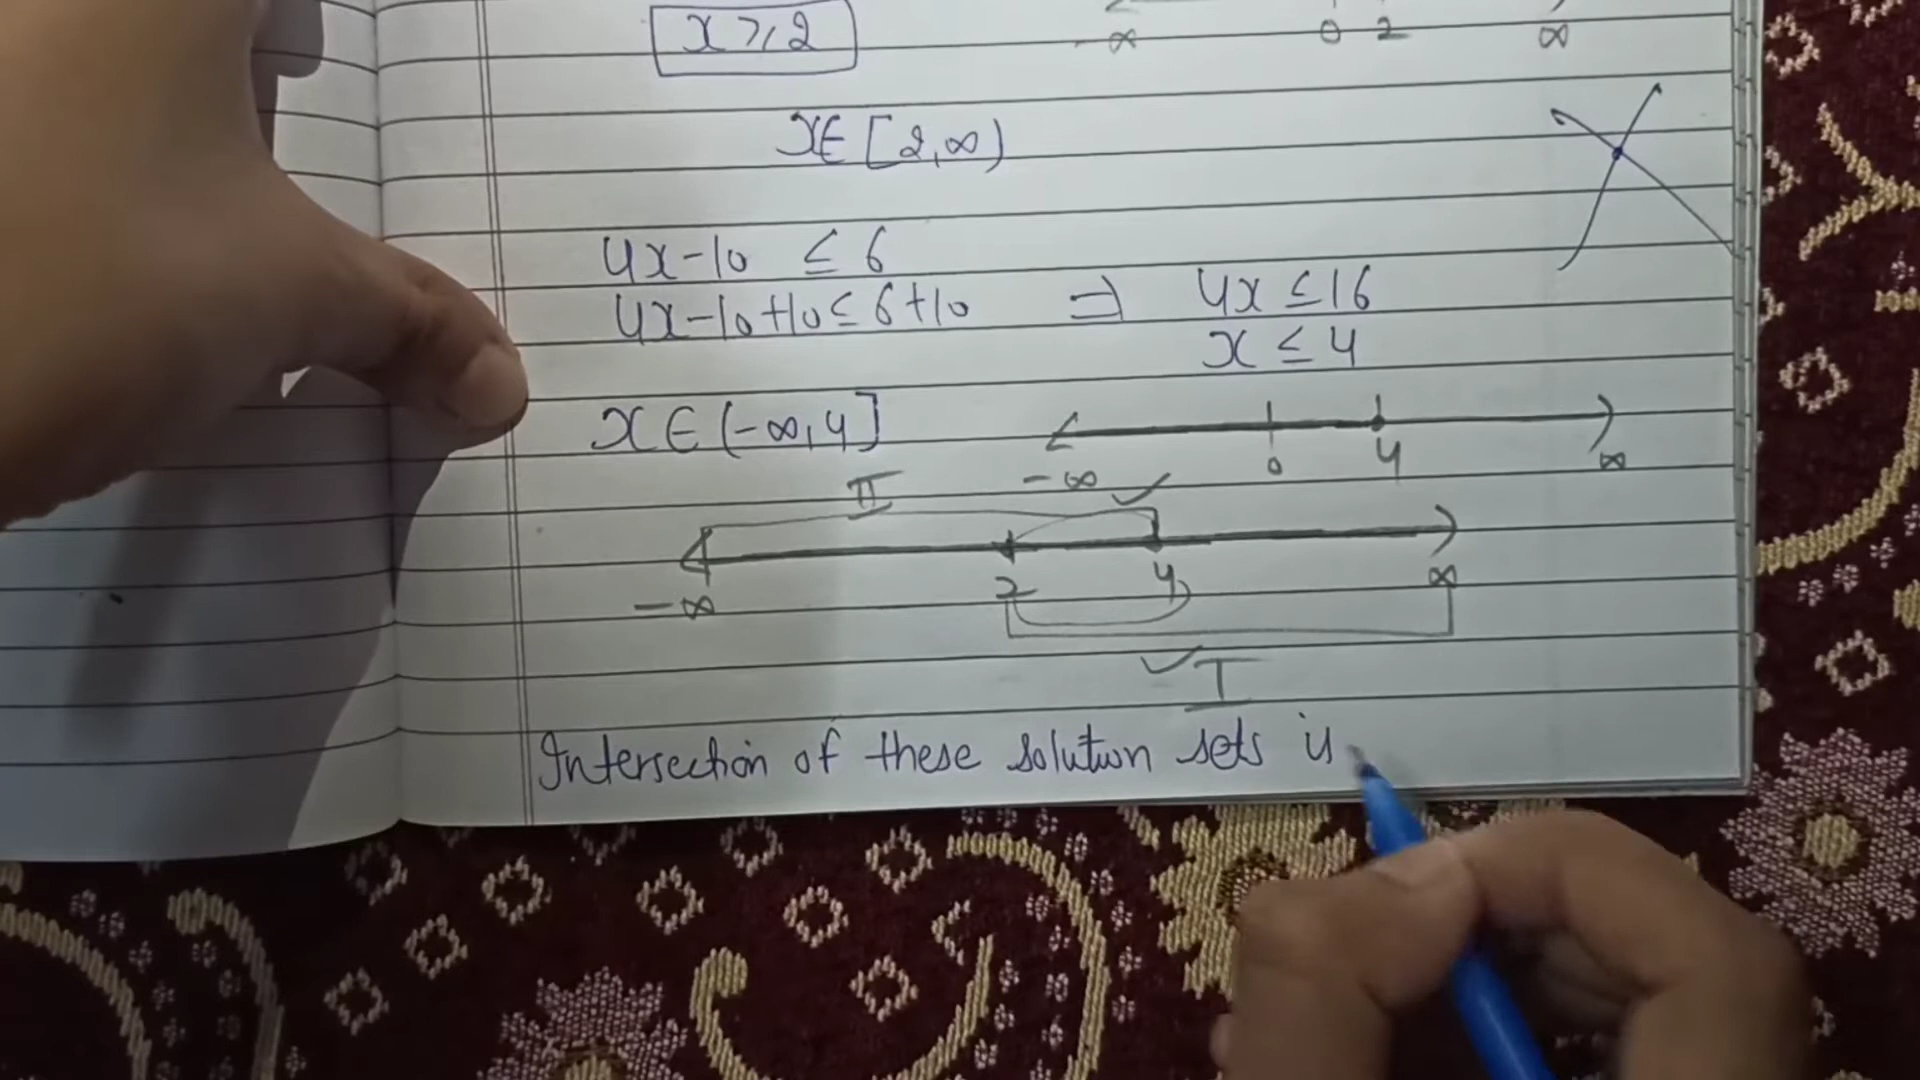 x ≥ 2
-∞ 0 2 ∞
x∈[2,∞)
4x-10 ≤ 6
4x-10+10≤6+10 ⇒ 4x ≤16
x ≤ 4
x∈(-∞,4]
-∞ 0 4 ∞
II ✓
-∞ 2 4 ∞
✓ I
Intersection of these solution sets is